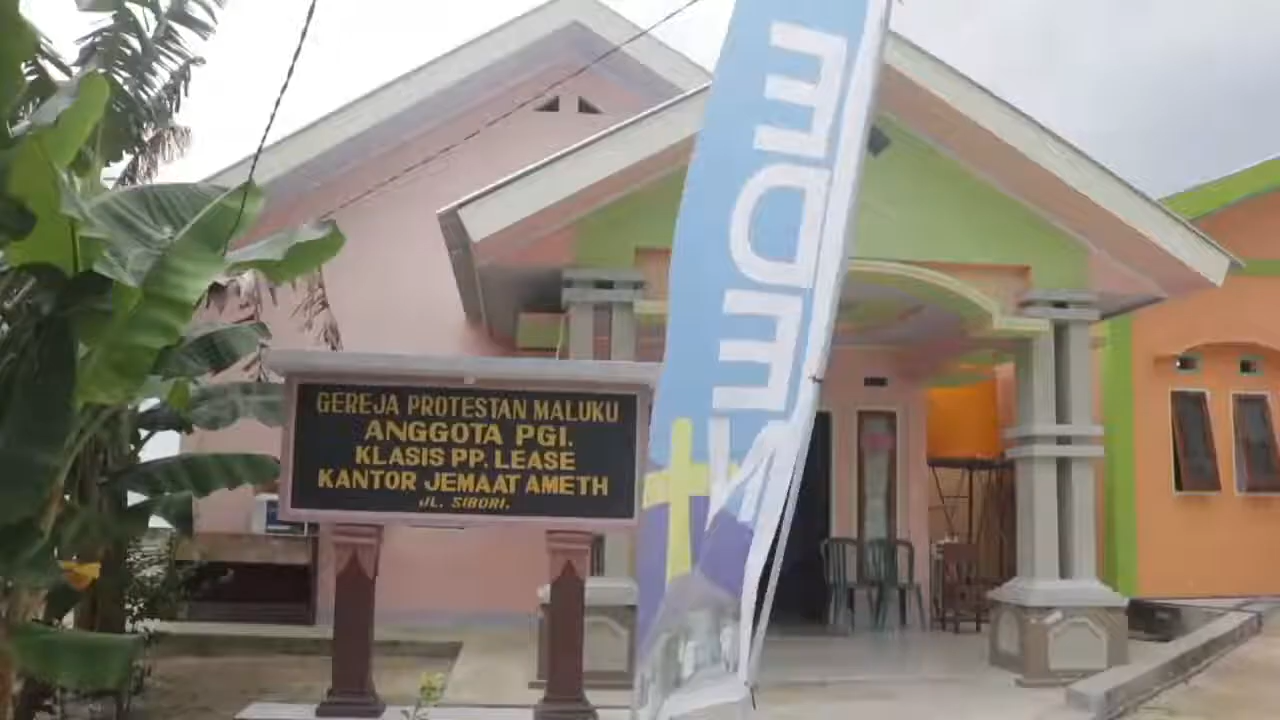 GEREJA PROTESTAN MALUKU
ANGGOTA PGI.
KLASIS PP. LEASE
KANTOR JEMAAT AMETH
JL. SIBORI.